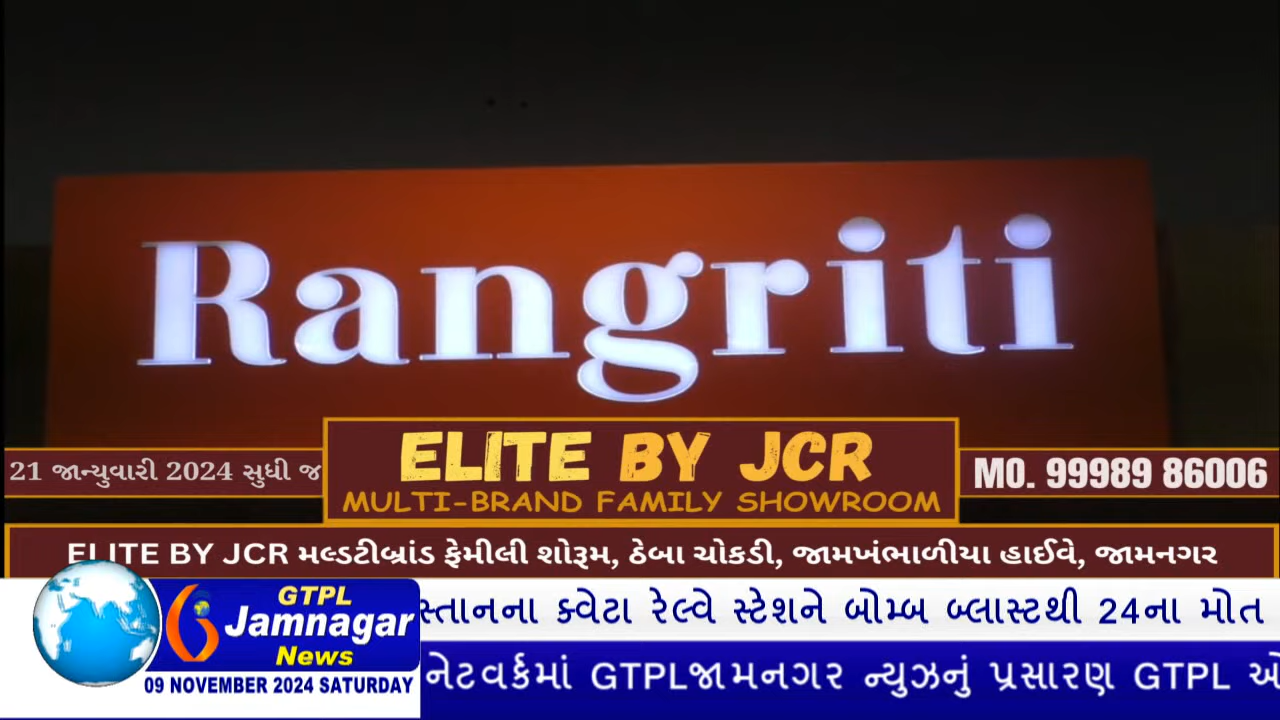 Rangriti
ELITE BY JCR
21 જાન્યુવારી 2024 સુધી જ
MULTI-BRAND FAMILY SHOWROOM
MO. 99989 86006
ELITE BY JCR મલ્ડટીબ્રાંડ ફેમીલી શોરૂમ, ઠેબા ચોકડી, જામખંભાળીયા હાઈવે, જામનગર
GTPL
Jamnagar
News
09 NOVEMBER 2024 SATURDAY
સ્તાનના ક્વેટા રેલ્વે સ્ટેશને બોમ્બ બ્લાસ્ટથી 24ના મોત
નેટવર્કમાં GTPLજામનગર ન્યુઝનું પ્રસારણ GTPL એ